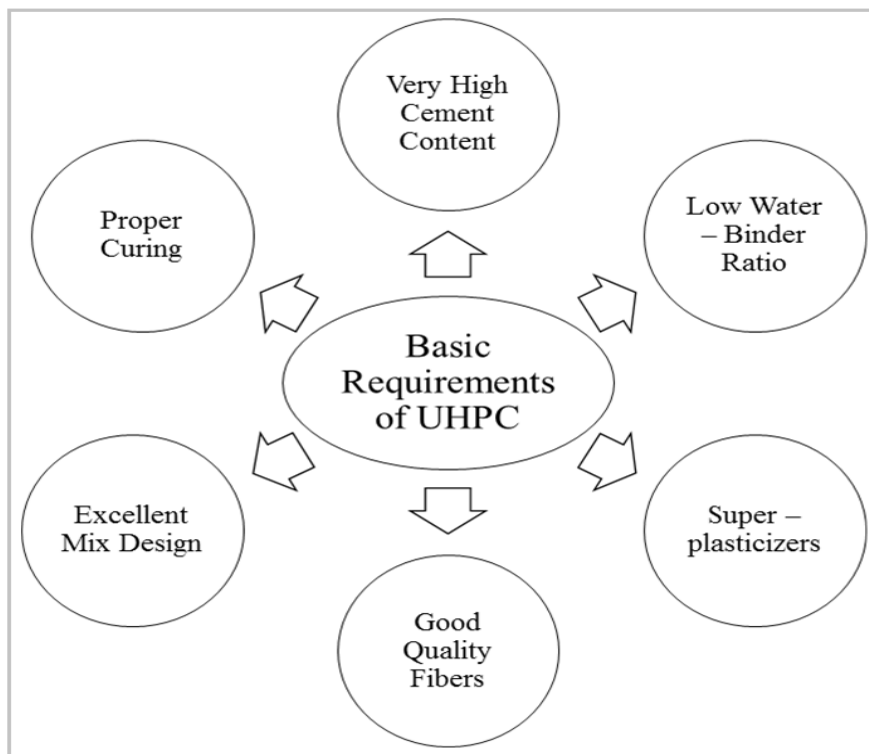 Very High
Cement
Content
Proper
Curing
Low Water
– Binder
Ratio
Basic
Requirements
of UHPC
Excellent
Mix Design
Super –
plasticizers
Good
Quality
Fibers